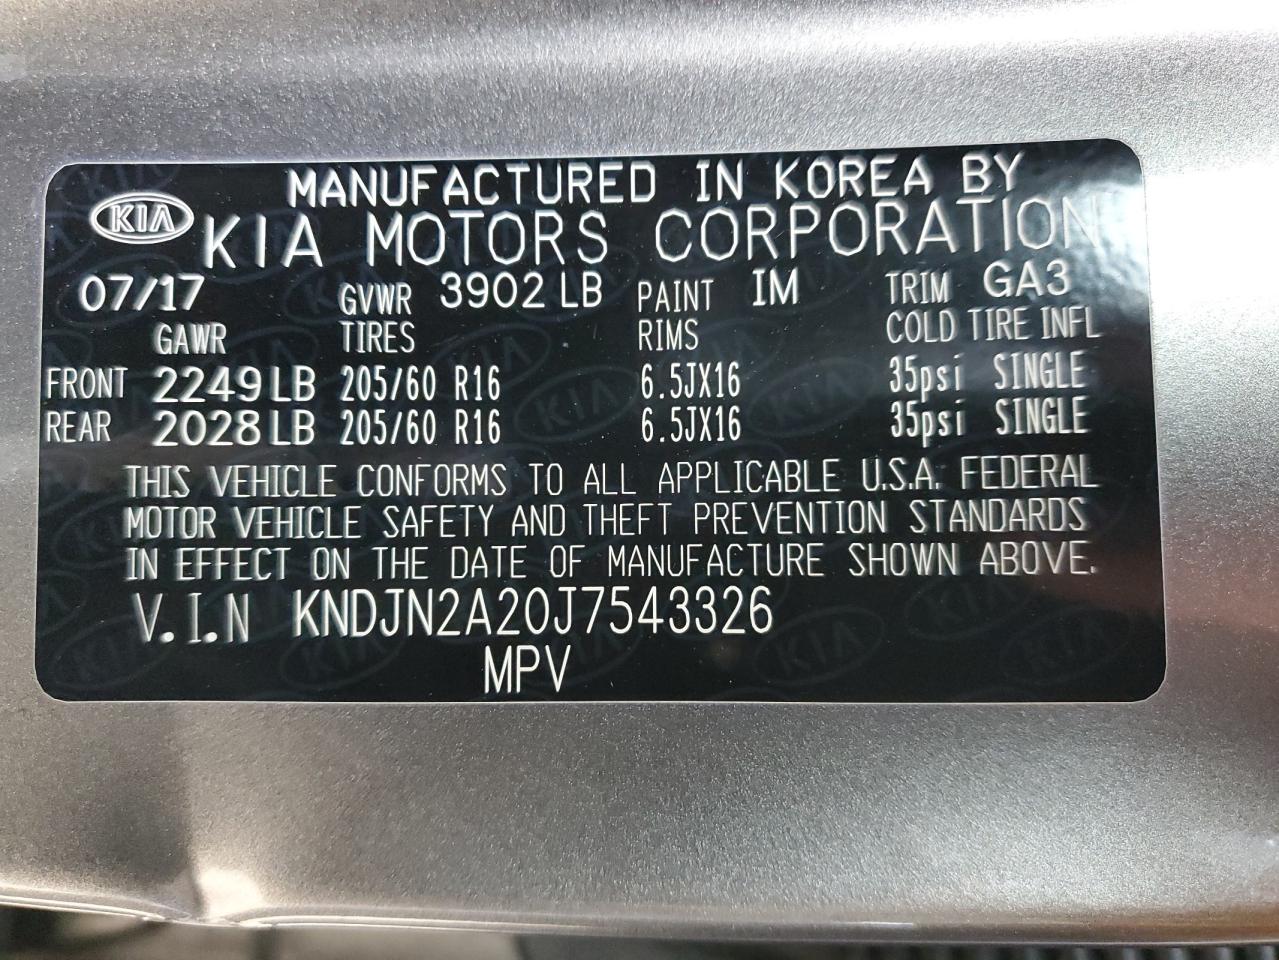 MANUFACTURED IN KOREA BY
KIA KIA MOTORS CORPORATION
07/17 GVWR 3902 LB PAINT IM TRIM GA3
GAWR TIRES RIMS COLD TIRE INFL
FRONT 2249 LB 205/60 R16 6.5JX16 35psi SINGLE
REAR 2028 LB 205/60 R16 6.5JX16 35psi SINGLE
THIS VEHICLE CONFORMS TO ALL APPLICABLE U.S.A. FEDERAL
MOTOR VEHICLE SAFETY AND THEFT PREVENTION STANDARDS
IN EFFECT ON THE DATE OF MANUFACTURE SHOWN ABOVE.
V.I.N KNDJN2A20J7543326
MPV